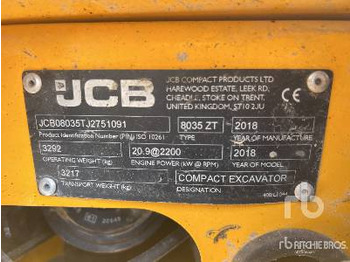 JCB
JCB COMPACT PRODUCTS LTD
HAREWOOD ESTATE, LEEK RD,
CHEADLE, STOKE ON TRENT,
UNITED KINGDOM, ST10 2JU
CE
JCB08035TJ2751091
8035 ZT
2018
Product Identification Number (PIN) ISO 10261
TYPE
YEAR OF MANUFACTURE
3292
20.9@2200
2018
OPERATING WEIGHT (kg)
ENGINE POWER (kW @ RPM)
YEAR OF MODEL
3217
COMPACT EXCAVATOR
TRANSPORT WEIGHT (kg)
DESIGNATION
rb
RITCHIE BROS
Auctioneers